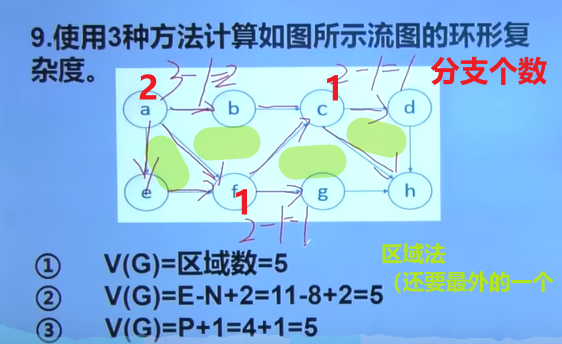 9.使用3种方法计算如图所示流图的环形复
杂度。
分支个数
2 3-1=2 1 2-1=1
a b c d
e f g h
1
2-1=1
① V(G)=区域数=5
② V(G)=E-N+2=11-8+2=5
③ V(G)=P+1=4+1=5
区域法
(还要最外的一个